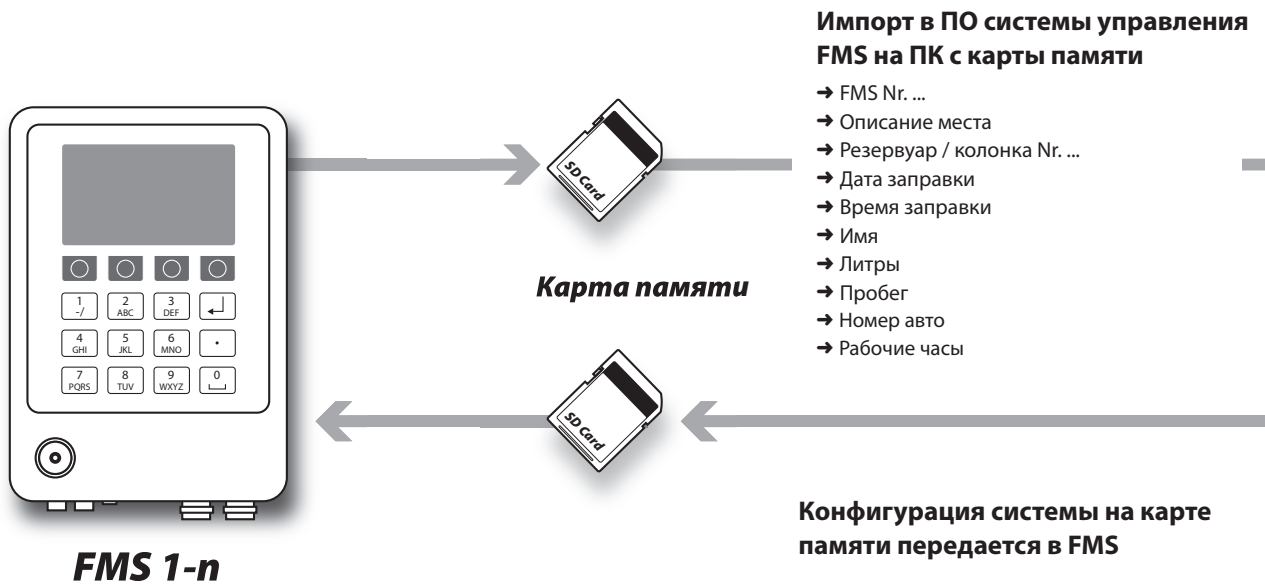 Импорт в ПО системы управления
FMS на ПК с карты памяти
➔ FMS Nr. ...
➔ Описание места
➔ Резервуар / колонка Nr. ...
➔ Дата заправки
➔ Время заправки
➔ Имя
➔ Литры
➔ Пробег
➔ Номер авто
➔ Рабочие часы
SD Card
Карта памяти
1 2 3
-/ ABC DEF
4 5 6 .
GHI JKL MNO
7 8 9 0
PQRS TUV WXYZ
SD Card
Конфигурация системы на карте
памяти передается в FMS
FMS 1-n